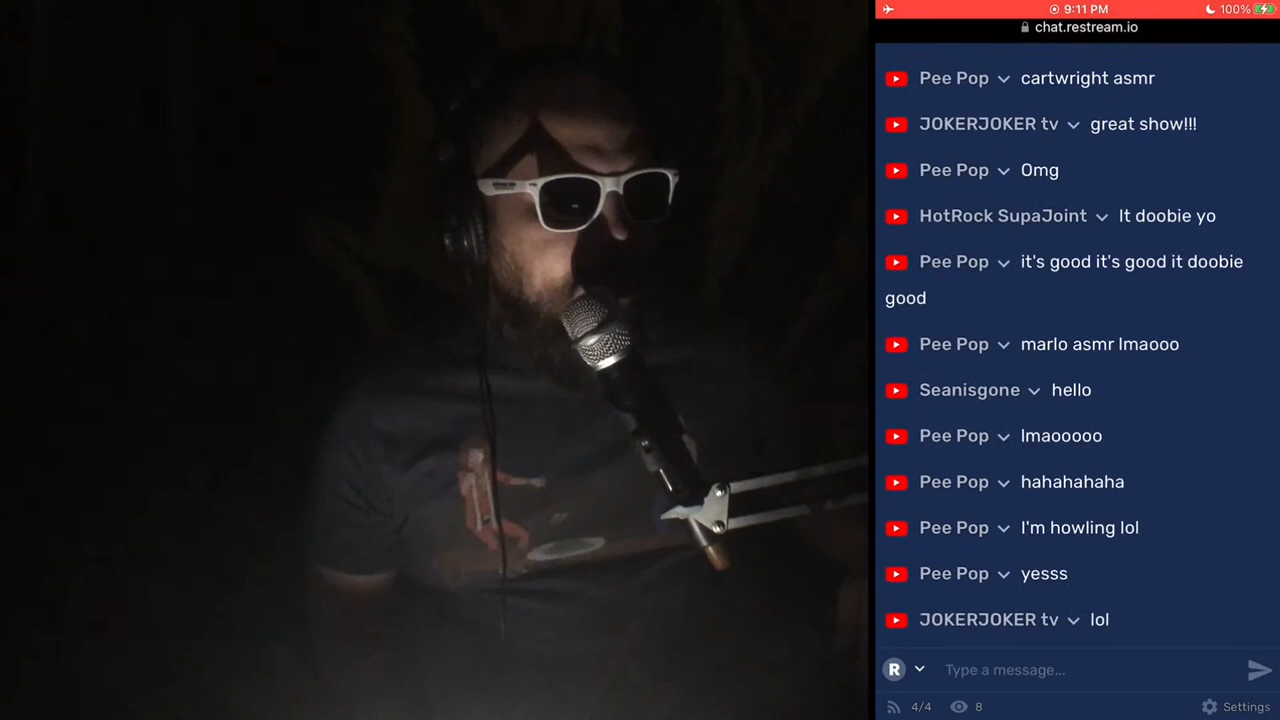 9:11 PM
100%
chat.restream.io
Pee Pop cartwright asmr
JOKERJOKER tv great show!!!
Pee Pop Omg
HotRock SupaJoint It doobie yo
Pee Pop it's good it's good it doobie
good
Pee Pop marlo asmr lmaooo
Seanisgone hello
Pee Pop lmaooooo
Pee Pop hahahahaha
Pee Pop I'm howling lol
Pee Pop yesss
JOKERJOKER tv lol
R Type a message...
4/4 8 Settings